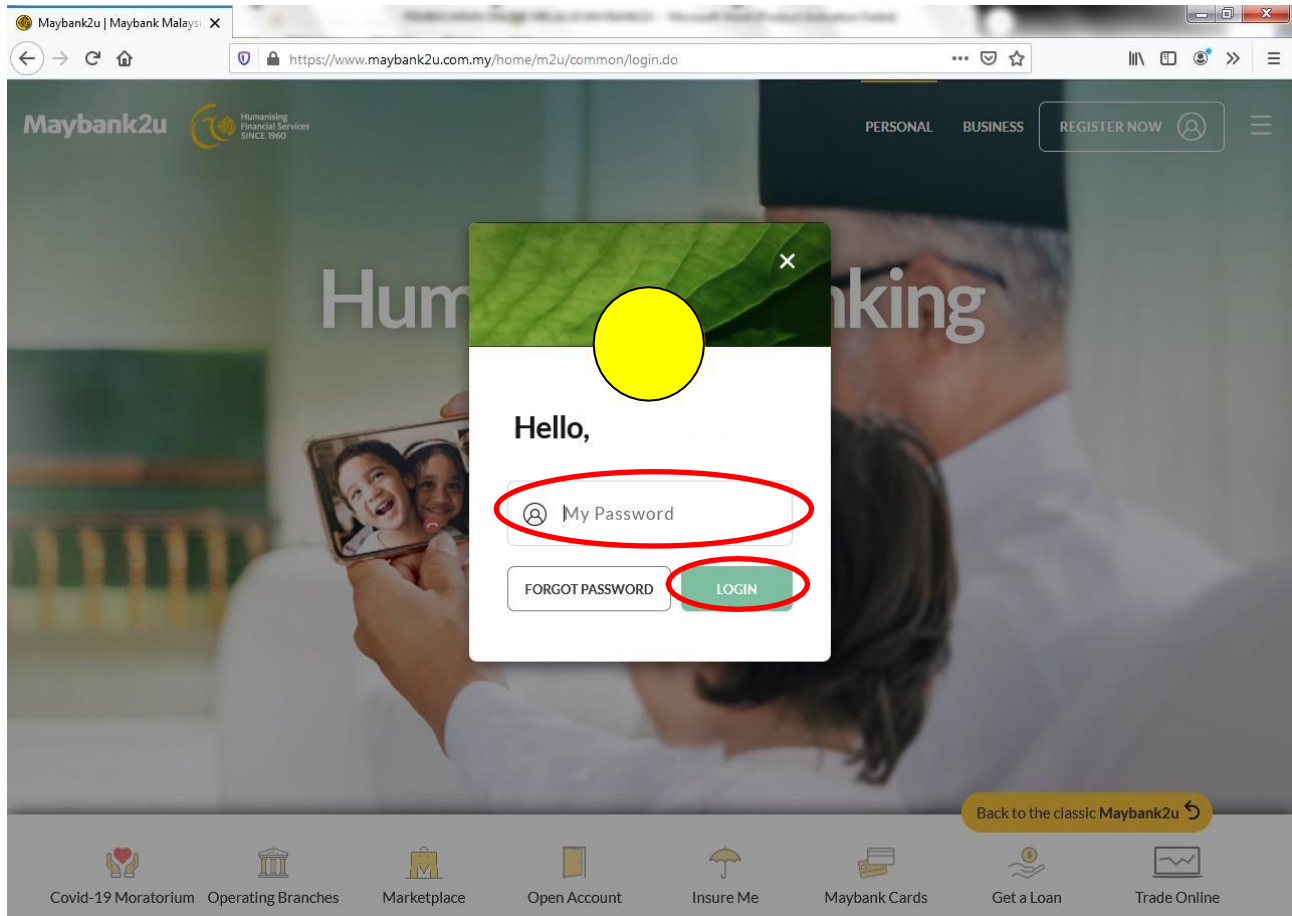 Maybank2u | Maybank Malaysi
https://www.maybank2u.com.my/home/m2u/common/login.do
Maybank2u
Humanising
Financial Services
SINCE 1960
PERSONAL BUSINESS REGISTER NOW
Hum nking
Hello,
My Password
FORGOT PASSWORD LOGIN
Back to the classic Maybank2u
Covid-19 Moratorium Operating Branches Marketplace Open Account Insure Me Maybank Cards Get a Loan Trade Online